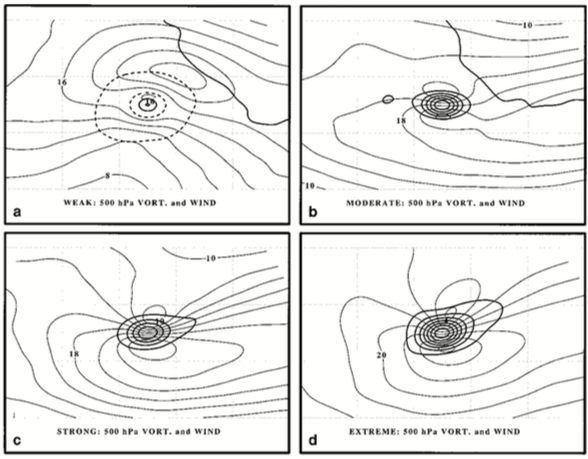 16
8
a
WEAK: 500 hPa VORT. and WIND
10
18
10
b
MODERATE: 500 hPa VORT. and WIND
10
10
18
c
STRONG: 500 hPa VORT. and WIND
20
d
EXTREME: 500 hPa VORT. and WIND